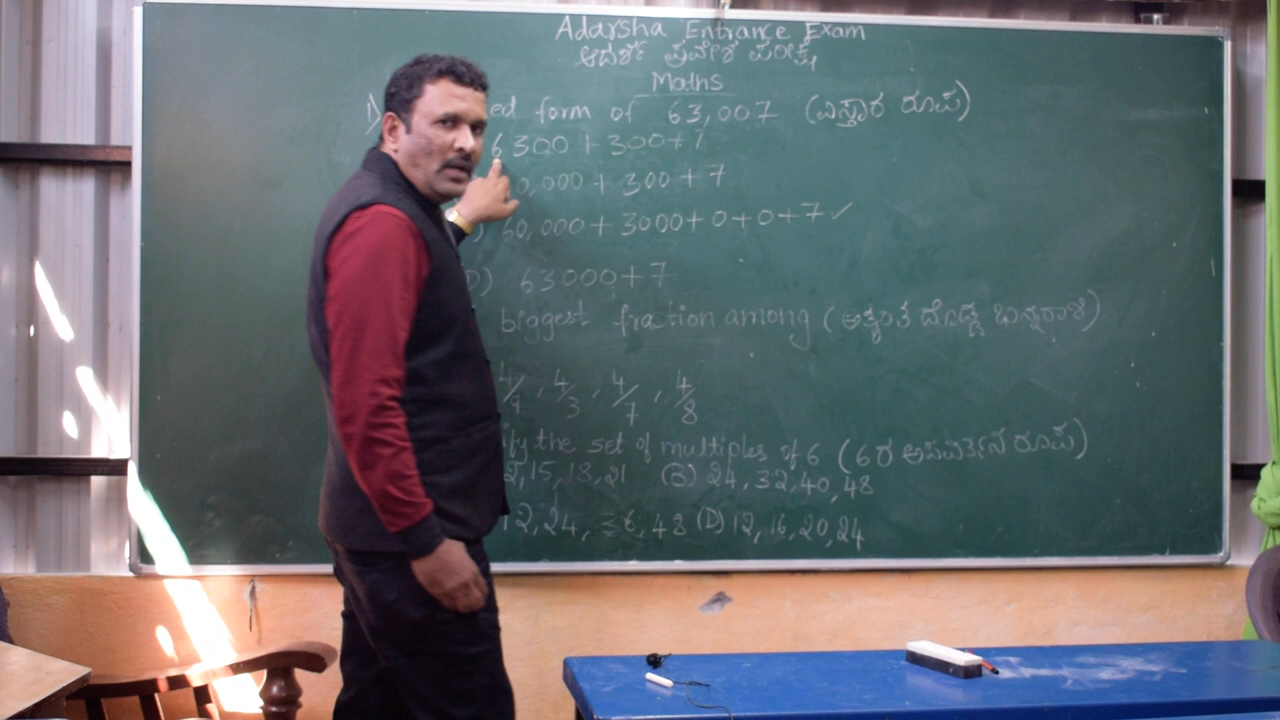 Adarsha Entrance Exam
ಆದರ್ಶ ಪ್ರವೇಶ ಪರೀಕ್ಷೆ
Maths
1) ed form of 63,007 (ವಿಸ್ತಾರ ರೂಪ)
6300 + 300+7
0,000 + 300 + 7
) 60,000 + 3000+0+0+7 ✓
D) 63000+7
biggest fraction among (ಅತ್ಯಂತ ದೊಡ್ಡ ಭಿನ್ನರಾಶಿ)
4/9, 4/3, 4/7, 4/8
ify the set of multiples of 6 (6ರ ಅಪವರ್ತನ ರೂಪ)
2,15,18,21 (B) 24,32,40,48
12,24,36,48 (D) 12,16,20,24